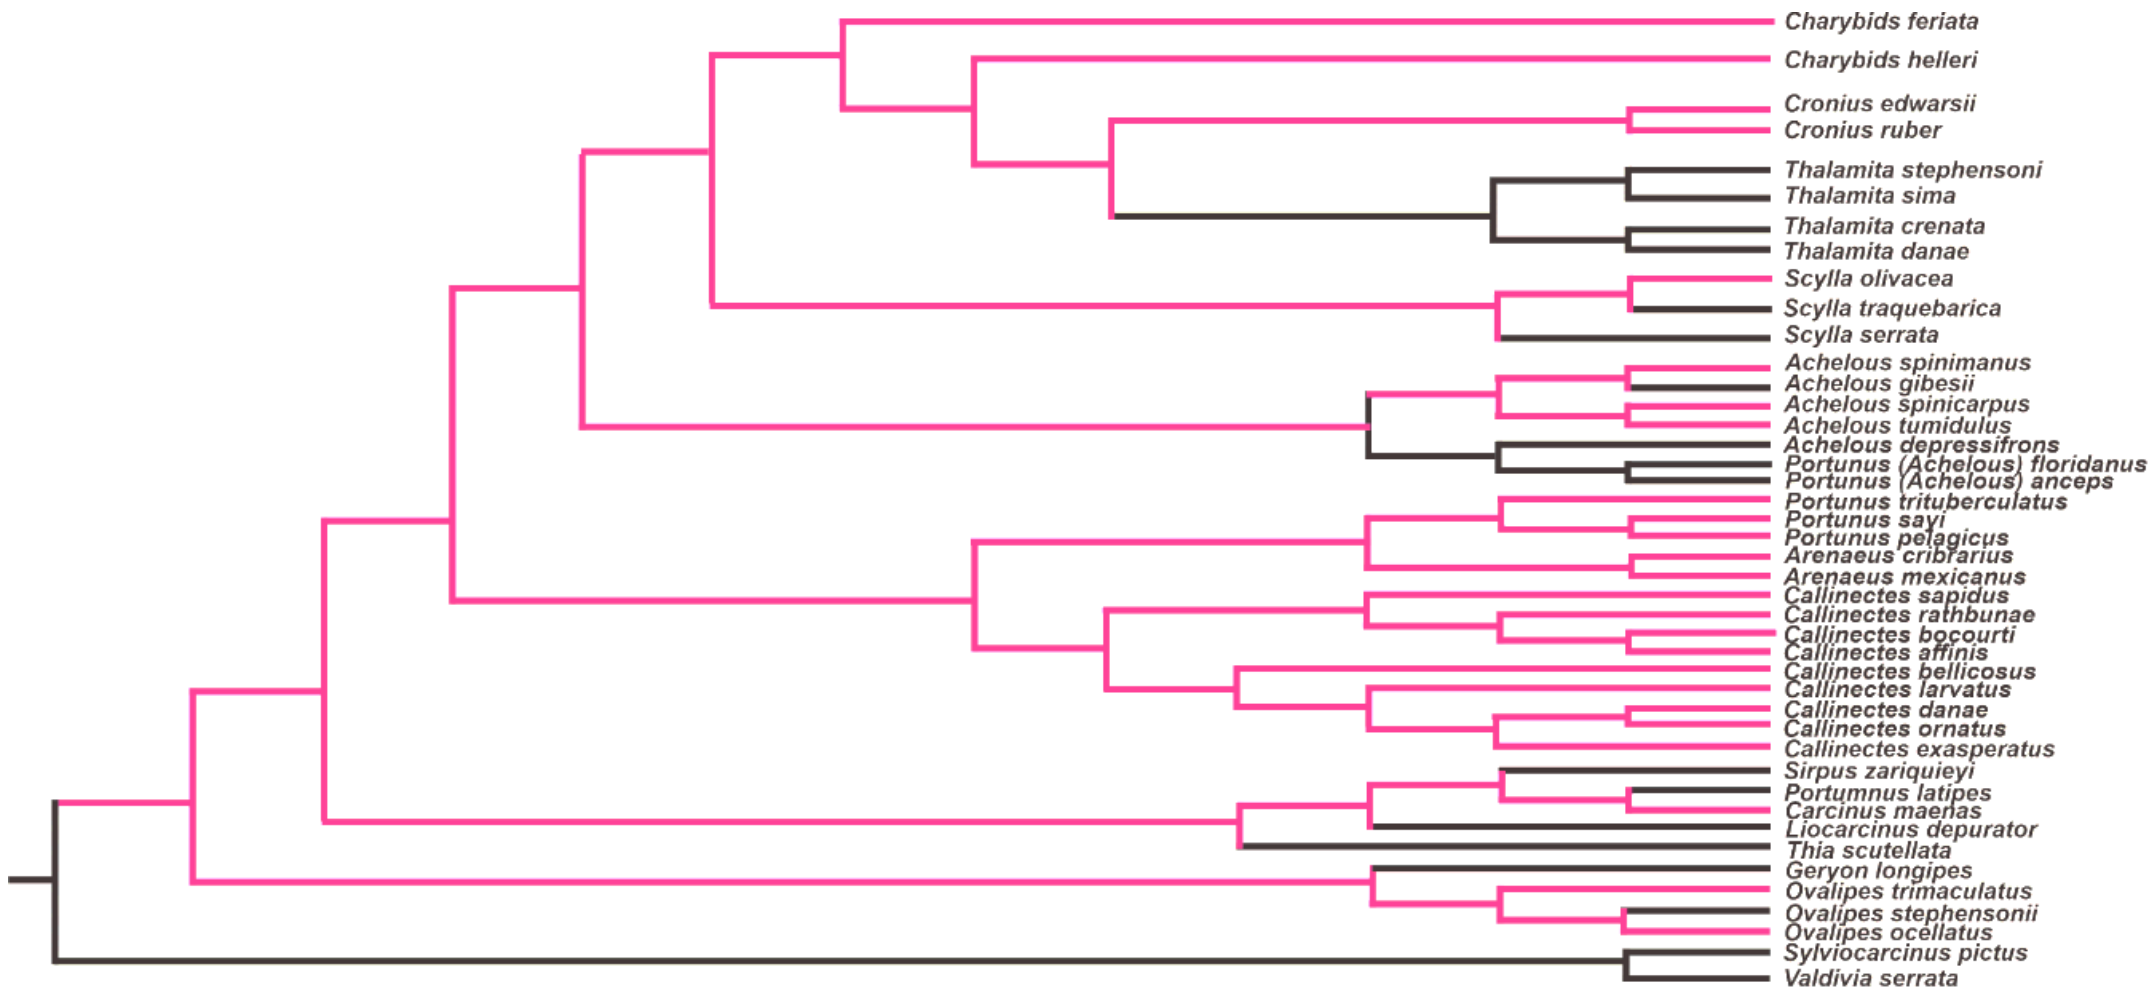 Charybids feriata
Charybids helleri
Cronius edwarsii
Cronius ruber
Thalamita stephensoni
Thalamita sima
Thalamita crenata
Thalamita danae
Scylla olivacea
Scylla traquebarica
Scylla serrata
Achelous spinimanus
Achelous gibesii
Achelous spinicarpus
Achelous tumidulus
Achelous depressifrons
Portunus (Achelous) floridanus
Portunus (Achelous) anceps
Portunus trituberculatus
Portunus sayi
Portunus pelagicus
Arenaeus cribrarius
Arenaeus mexicanus
Callinectes sapidus
Callinectes rathbunae
Callinectes bocourti
Callinectes affinis
Callinectes bellicosus
Callinectes larvatus
Callinectes danae
Callinectes ornatus
Callinectes exasperatus
Sirpus zariquieyi
Portumnus latipes
Carcinus maenas
Liocarcinus depurator
Thia scutellata
Geryon longipes
Ovalipes trimaculatus
Ovalipes stephensonii
Ovalipes ocellatus
Sylviocarcinus pictus
Valdivia serrata